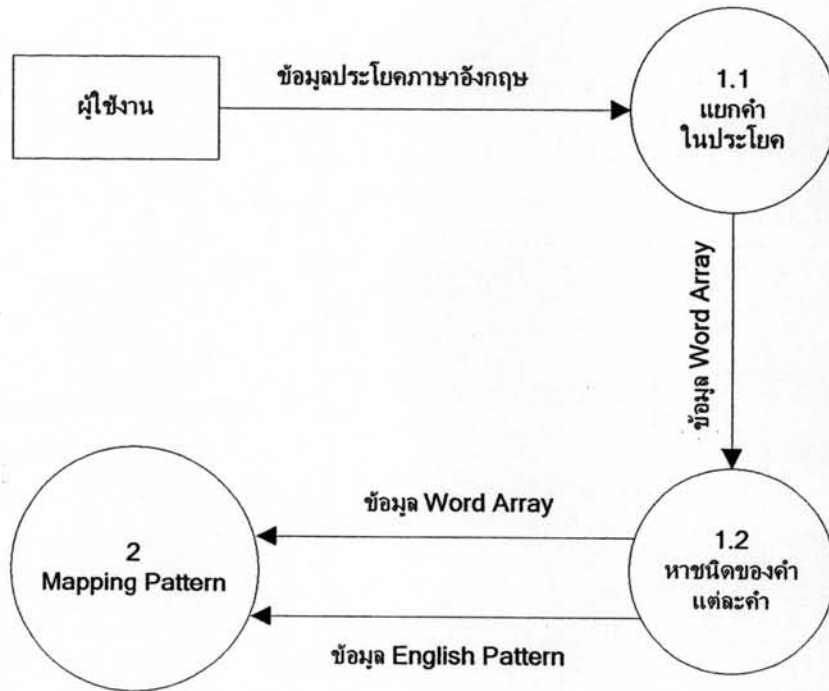 ผู้ใช้งาน
ข้อมูลประโยคภาษาอังกฤษ
1.1
แยกคำ
ในประโยค
ข้อมูล Word Array
ข้อมูล Word Array
2
Mapping Pattern
1.2
หาชนิดของคำ
แต่ละคำ
ข้อมูล English Pattern